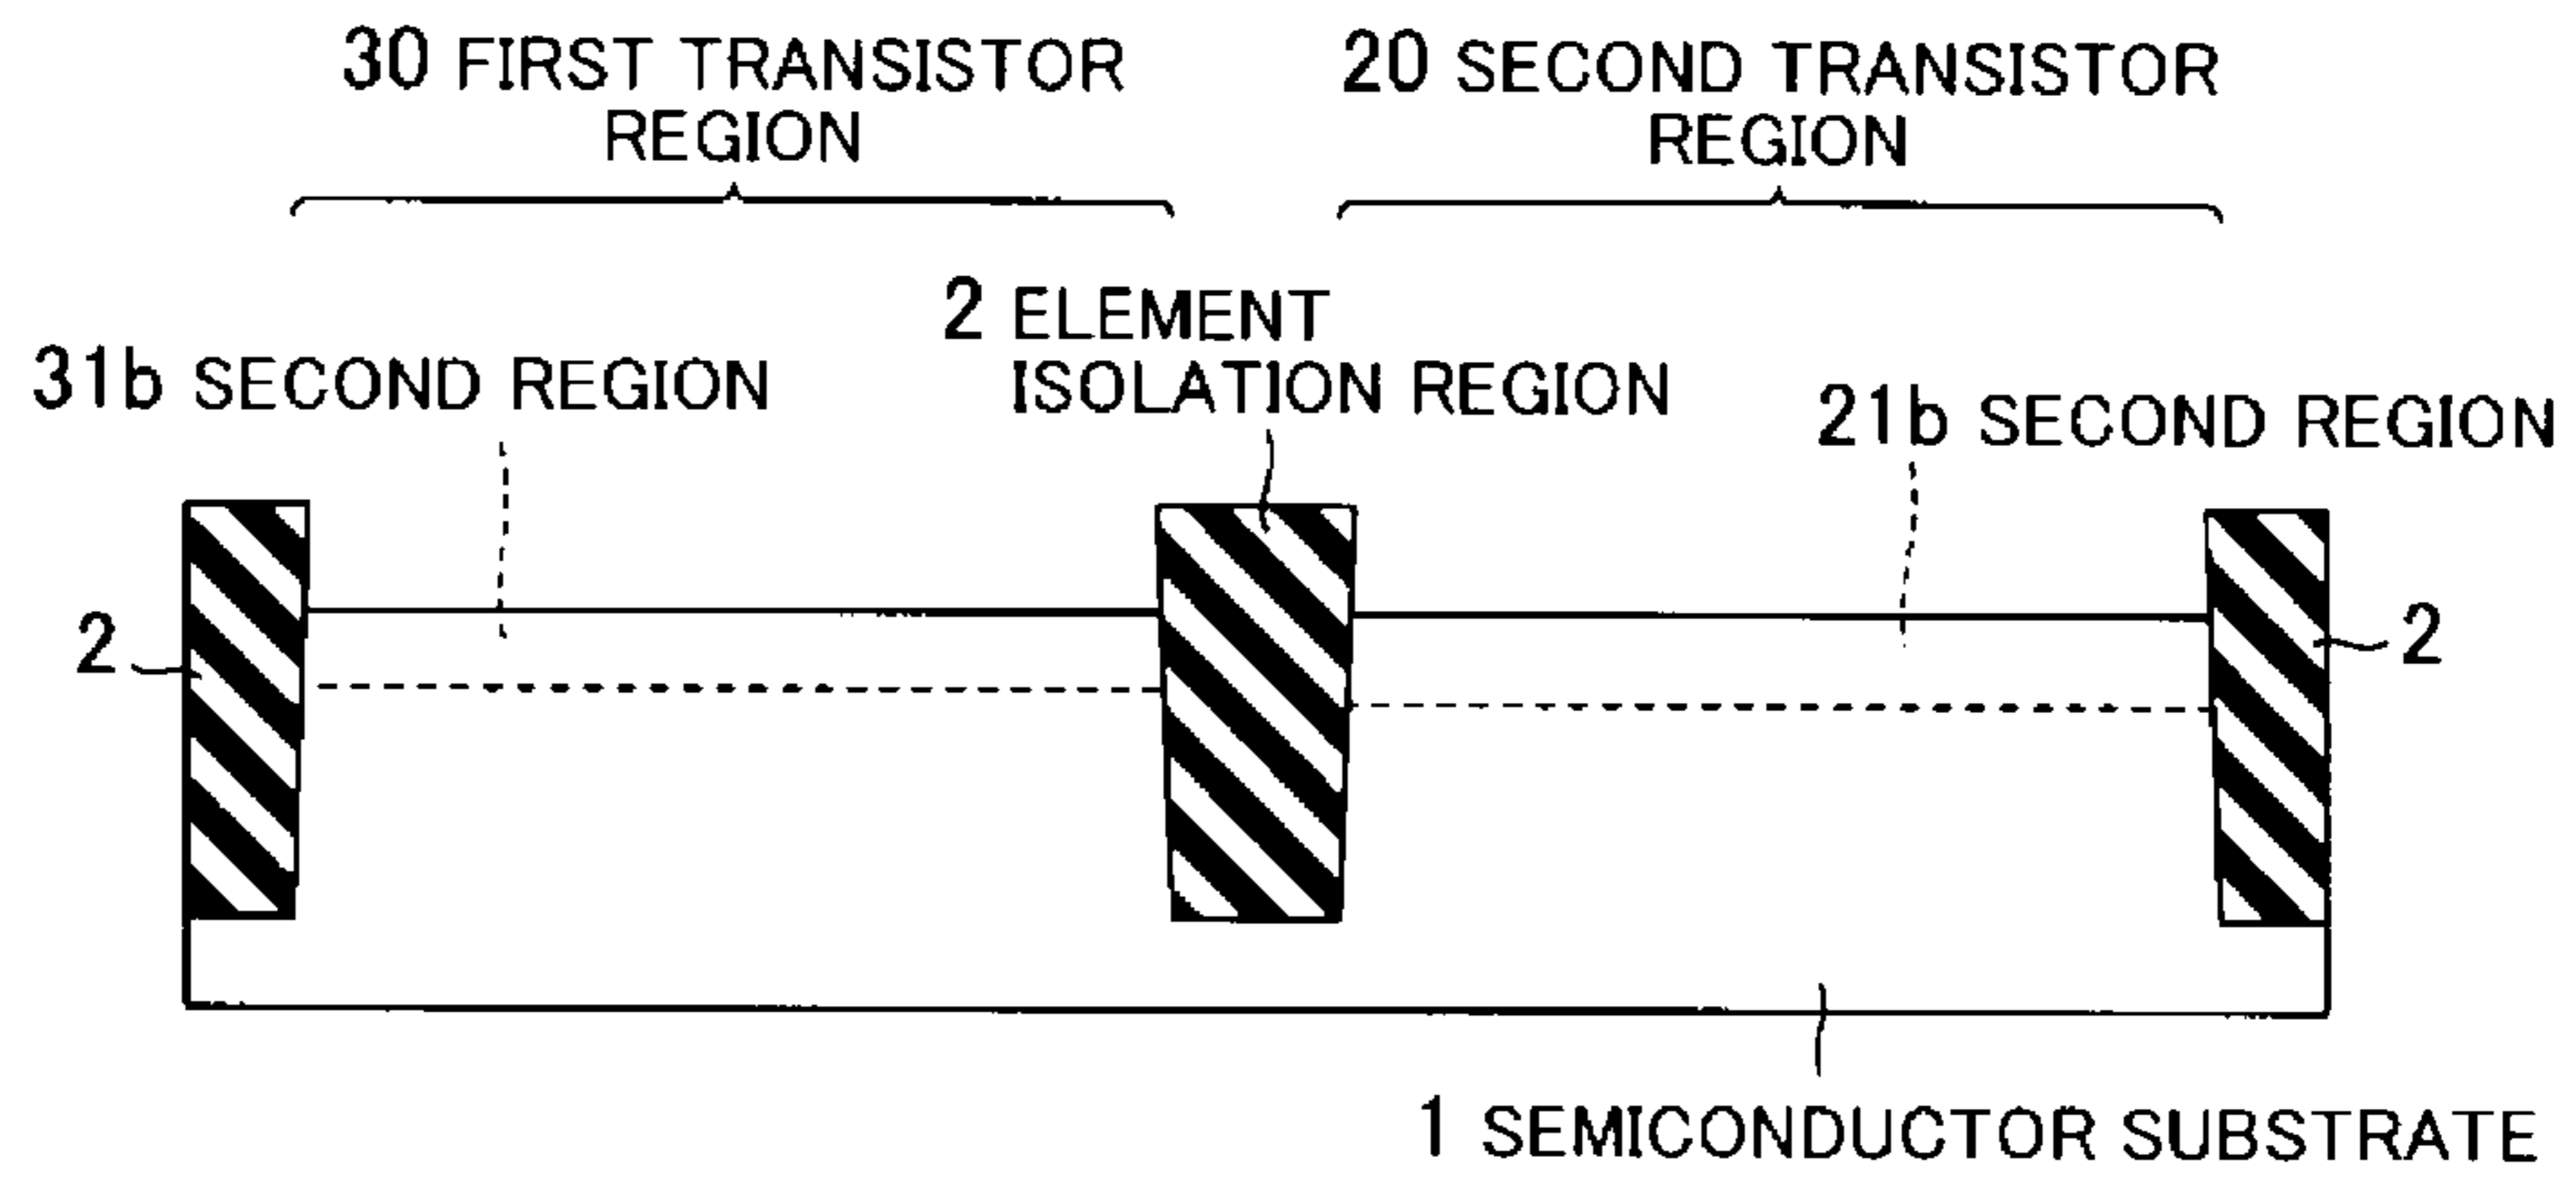 30 FIRST TRANSISTOR
REGION
20 SECOND TRANSISTOR
REGION
2 ELEMENT
ISOLATION REGION
31b SECOND REGION
21b SECOND REGION
2
2
1 SEMICONDUCTOR SUBSTRATE